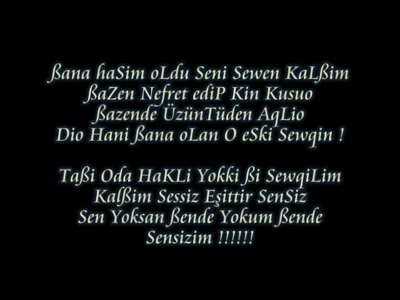 ßana haSim oLdu Seni Sewen KaLßim
ßaZen Nefret ediP Kin Kusuo
ßazende ÜzünTüden AqLio
Dio Hani ßana oLan O eSki Sewqin !
Taßi Oda HaKLi Yokki ßi SewqiLim
Kalßim Sessiz Eşittir SenSiz
Sen Yoksan ßende Yokum ßende
Sensizim !!!!!!